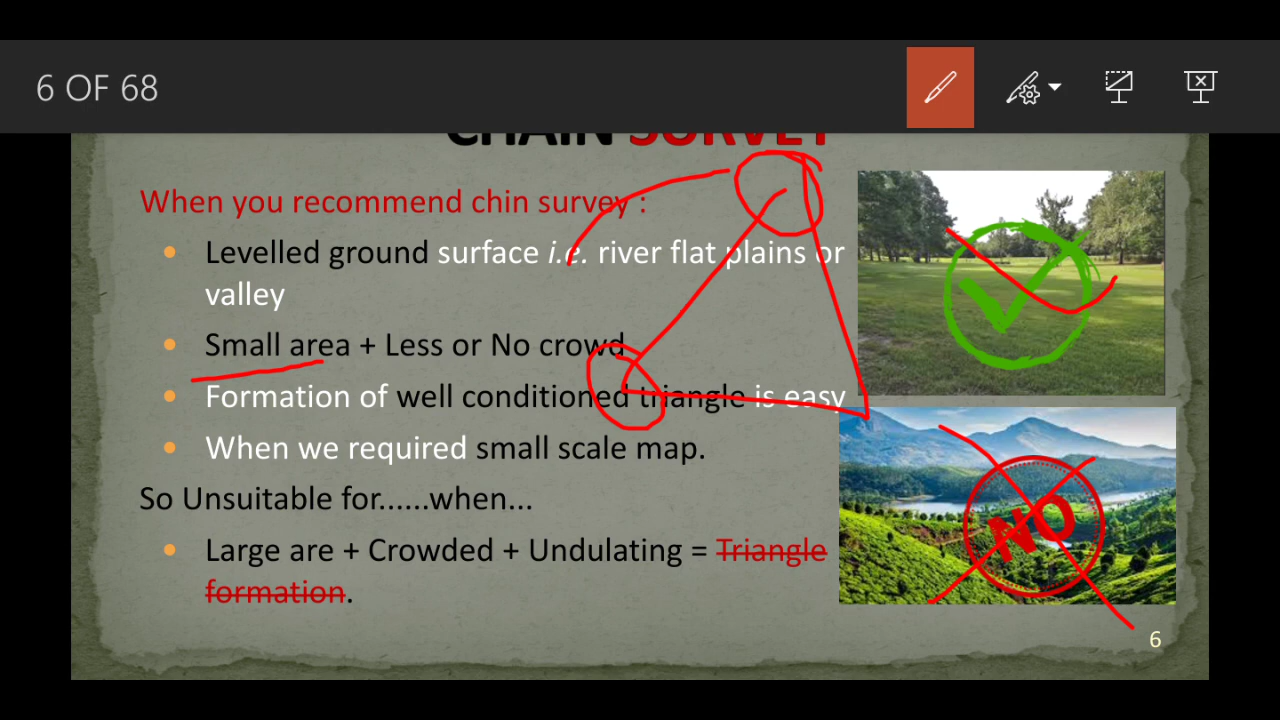 6 OF 68
CHAIN SURVEY
When you recommend chin survey :
Levelled ground surface i.e. river flat plains or
valley
Small area + Less or No crowd
Formation of well conditioned triangle is easy
When we required small scale map.
So Unsuitable for......when...
Large are + Crowded + Undulating = Triangle
formation.
NO
6